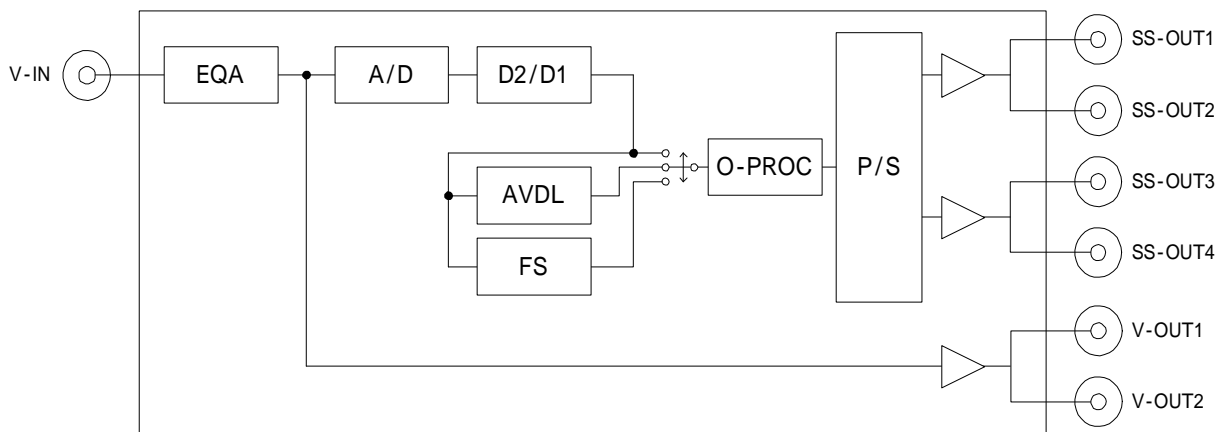 V-IN
EQA
A/D
D2/D1
AVDL
FS
O-PROC
P/S
SS-OUT1
SS-OUT2
SS-OUT3
SS-OUT4
V-OUT1
V-OUT2